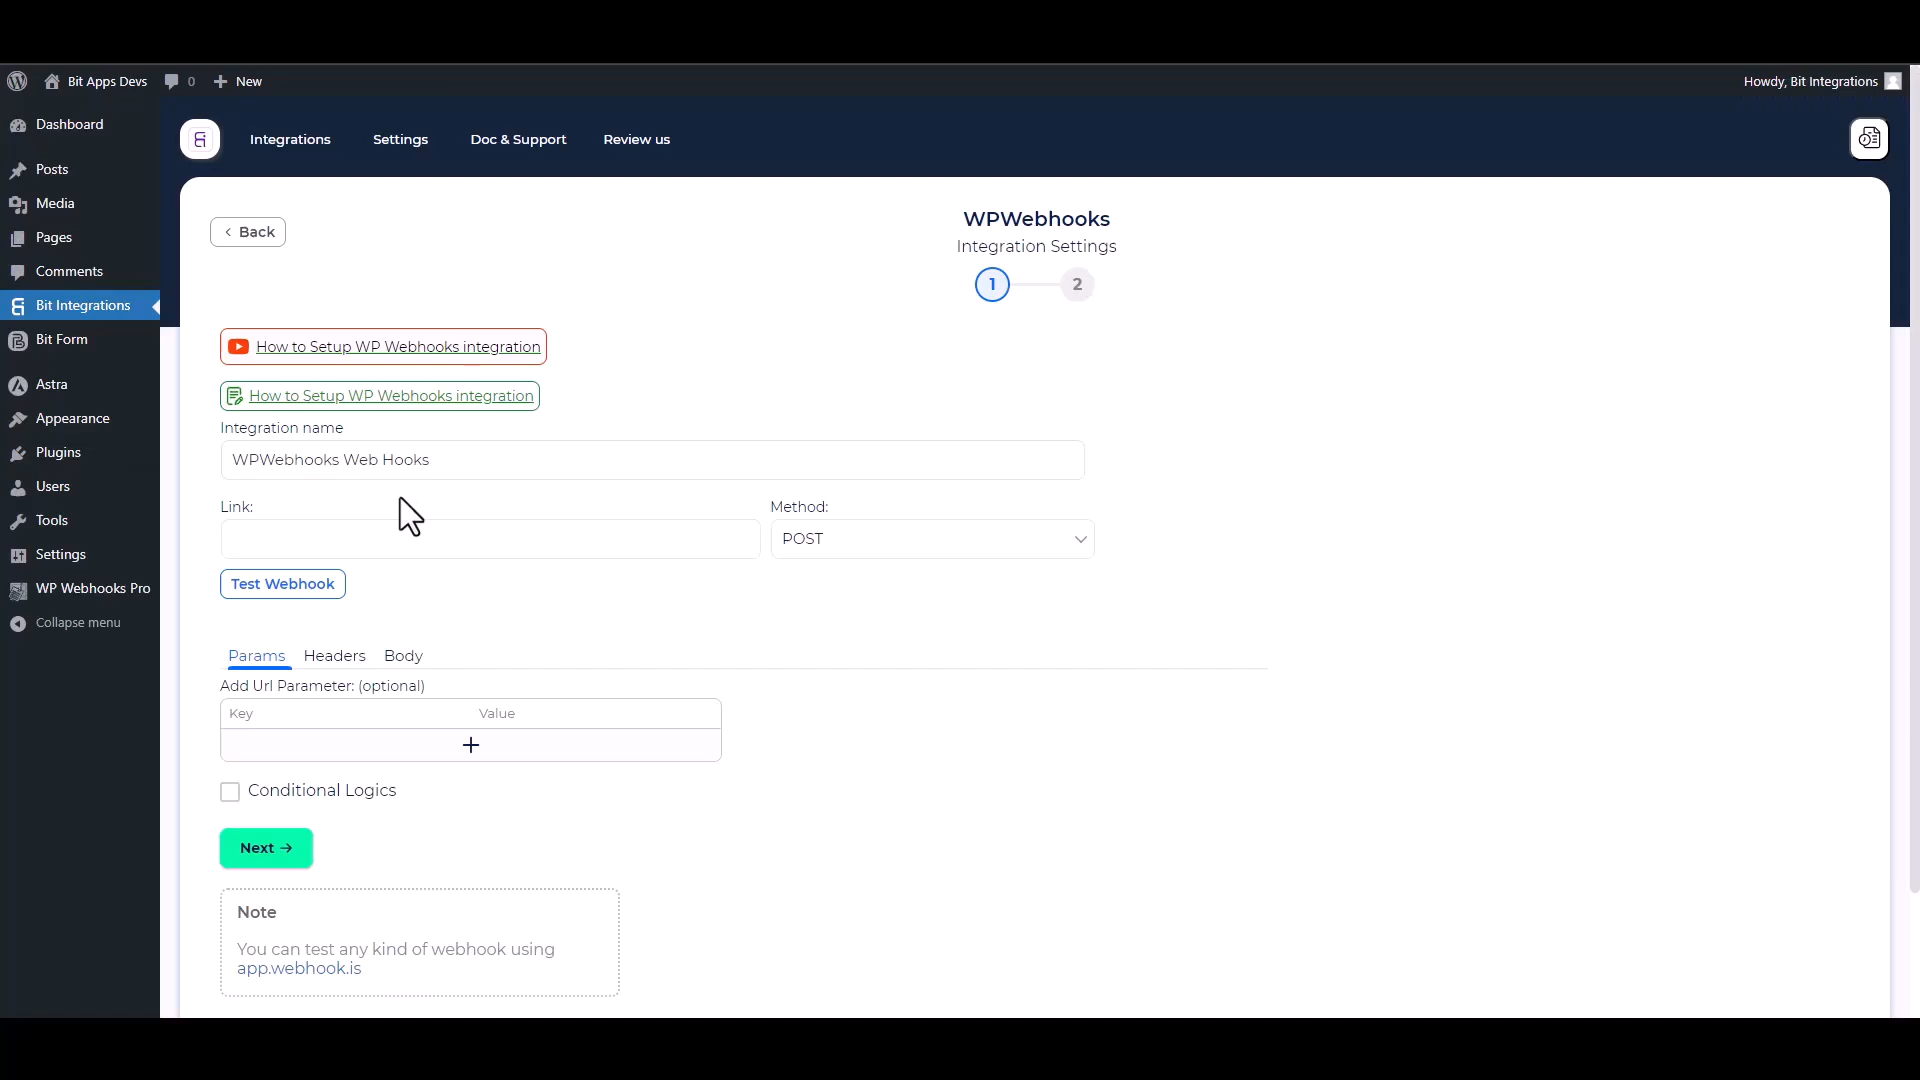 Bit Apps Devs
0
New
Howdy, Bit Integrations
Dashboard
Posts
Media
Pages
Comments
Bit Integrations
Bit Form
Astra
Appearance
Plugins
Users
Tools
Settings
WP Webhooks Pro
Collapse menu
Integrations
Settings
Doc & Support
Review us
Back
WPWebhooks
Integration Settings
1
2
How to Setup WP Webhooks integration
How to Setup WP Webhooks integration
Integration name
WPWebhooks Web Hooks
Link:
Method:
POST
Test Webhook
Params Headers Body
Add Url Parameter: (optional)
Key Value
+
Conditional Logics
Next →
Note
You can test any kind of webhook using
app.webhook.is